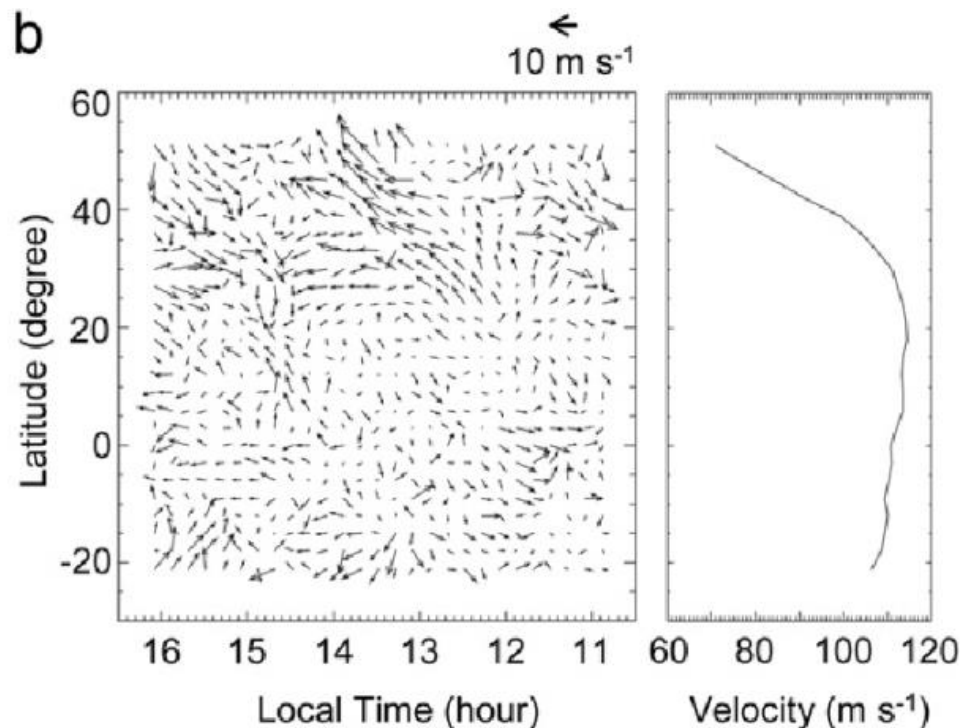 b
10 m s-1
60
40
20
0
-20
Latitude (degree)
16 15 14 13 12 11
60 80 100 120
Local Time (hour)
Velocity (m s-1)